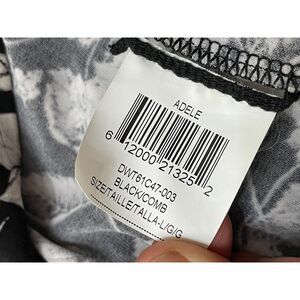 ADELE
6 12000 21325 2
DWT61C47-003
BLACK/COMB
SIZE/TAILLE/TALLA-L/G/G